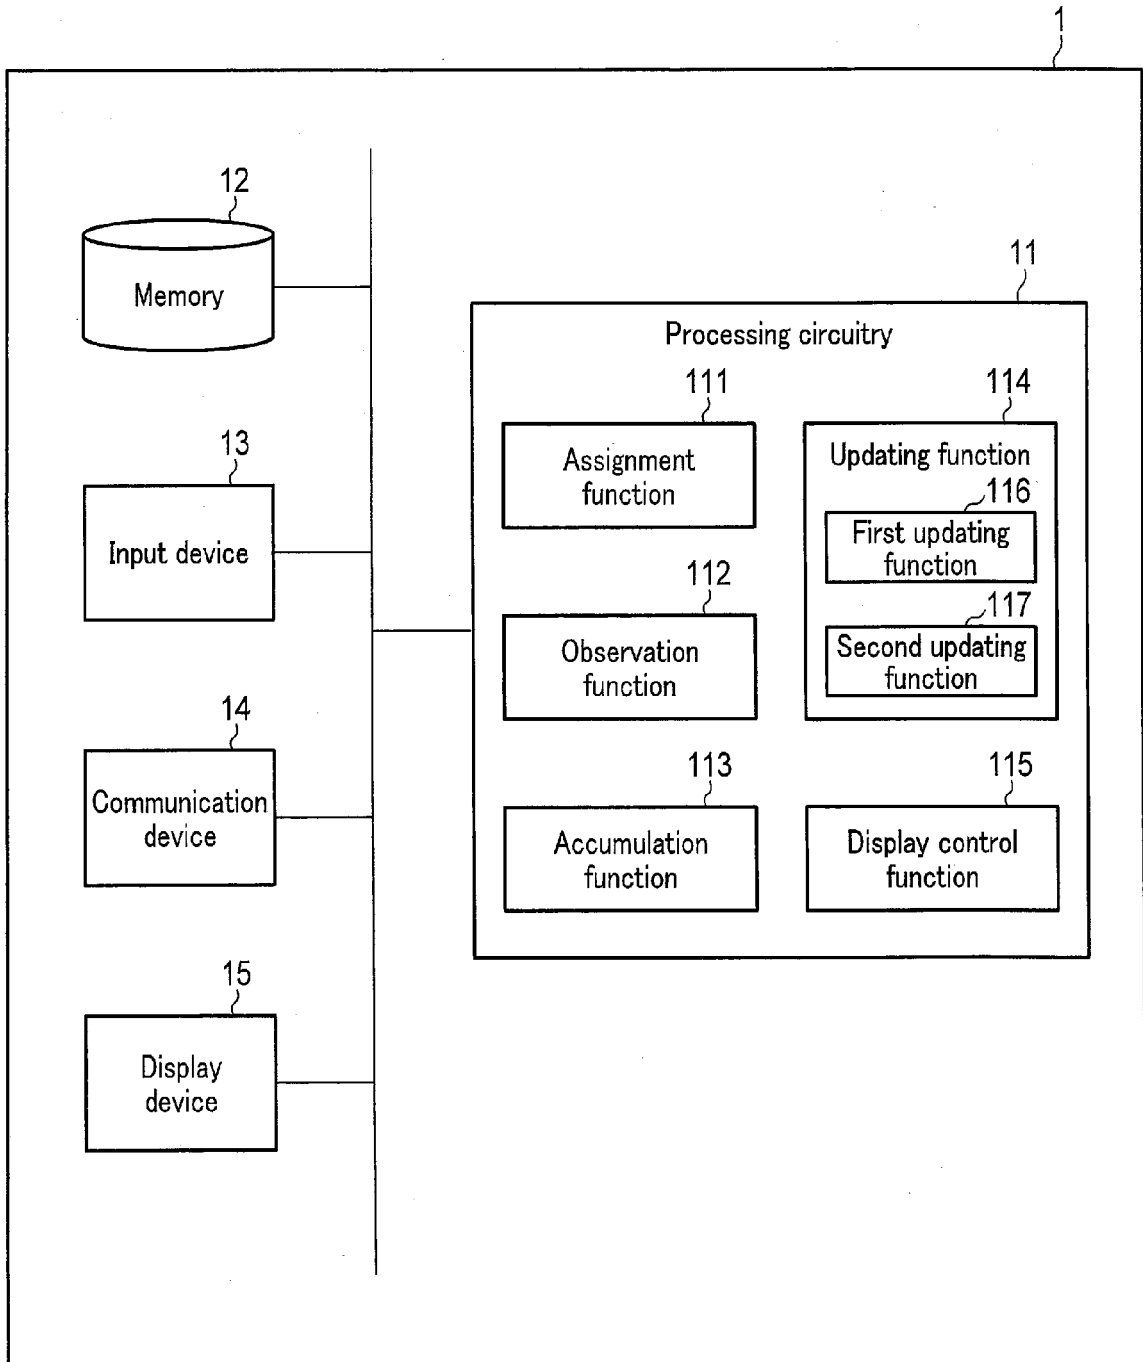 1
12
Memory
11
Processing circuitry
111
Assignment
function
114
Updating function
116
First updating
function
117
Second updating
function
13
Input device
112
Observation
function
14
Communication
device
113
Accumulation
function
115
Display control
function
15
Display
device